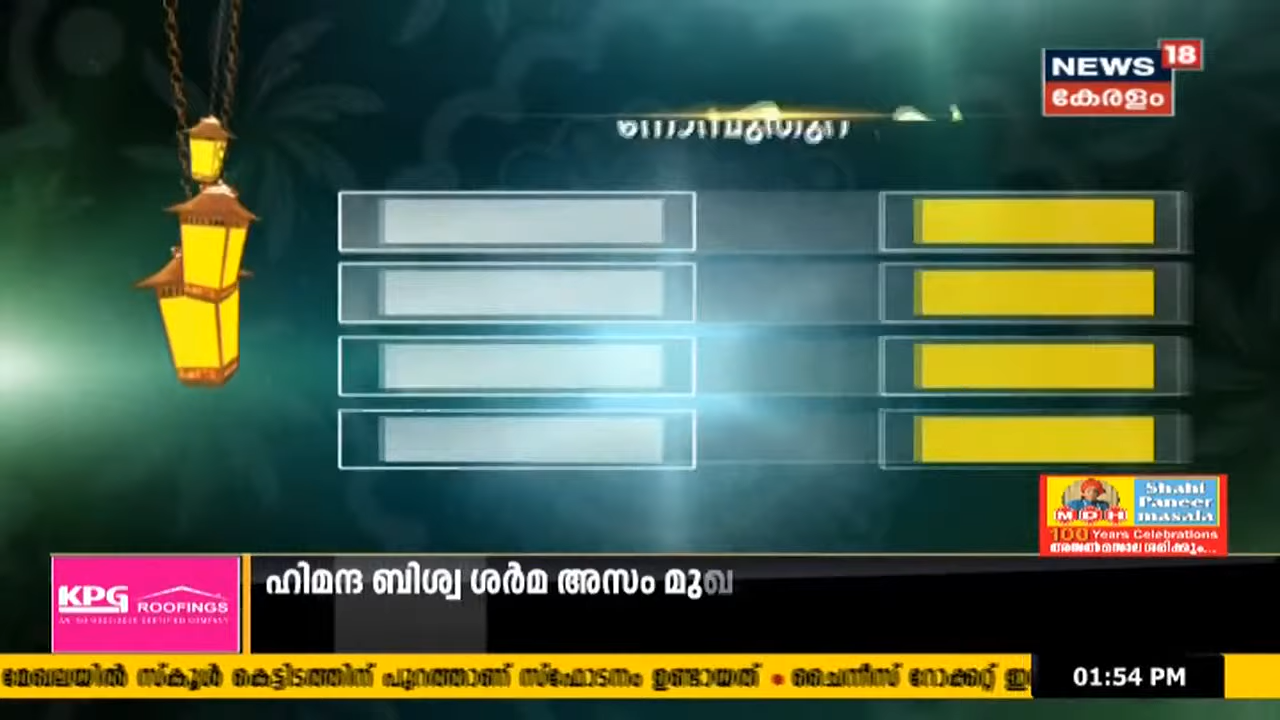 NEWS 18
കേരളം
Shahi
Paneer
masala
MDH
100 Years Celebrations
KPG ROOFINGS
ഹിമന്ദ ബിശ്വ ശർമ അസം മുഖ
മേഖലയിൽ സ്കൂൾ കെട്ടിടത്തിന് പുറത്താണ് സ്ഫോടനം ഉണ്ടായത് • ചൈനീസ് റോക്കറ്റ്
01:54 PM